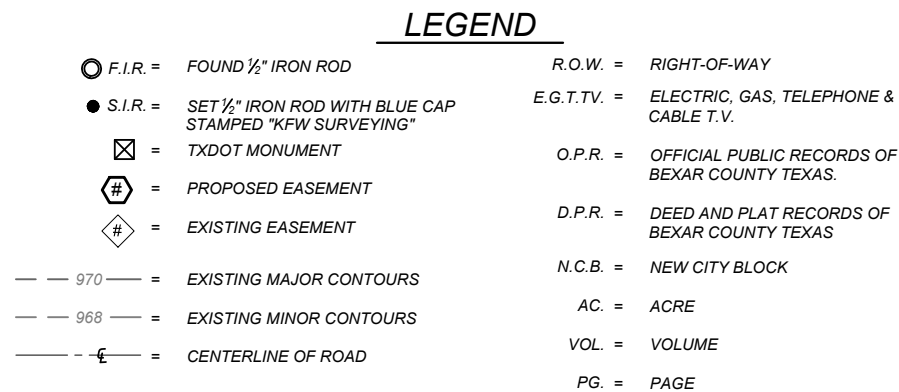 LEGEND
F.I.R. = FOUND ½" IRON ROD
S.I.R. = SET ½" IRON ROD WITH BLUE CAP
STAMPED "KFW SURVEYING"
= TXDOT MONUMENT
# = PROPOSED EASEMENT
# = EXISTING EASEMENT
970 = EXISTING MAJOR CONTOURS
968 = EXISTING MINOR CONTOURS
℄ = CENTERLINE OF ROAD
R.O.W. = RIGHT-OF-WAY
E.G.T.TV. = ELECTRIC, GAS, TELEPHONE &
CABLE T.V.
O.P.R. = OFFICIAL PUBLIC RECORDS OF
BEXAR COUNTY TEXAS.
D.P.R. = DEED AND PLAT RECORDS OF
BEXAR COUNTY TEXAS
N.C.B. = NEW CITY BLOCK
AC. = ACRE
VOL. = VOLUME
PG. = PAGE